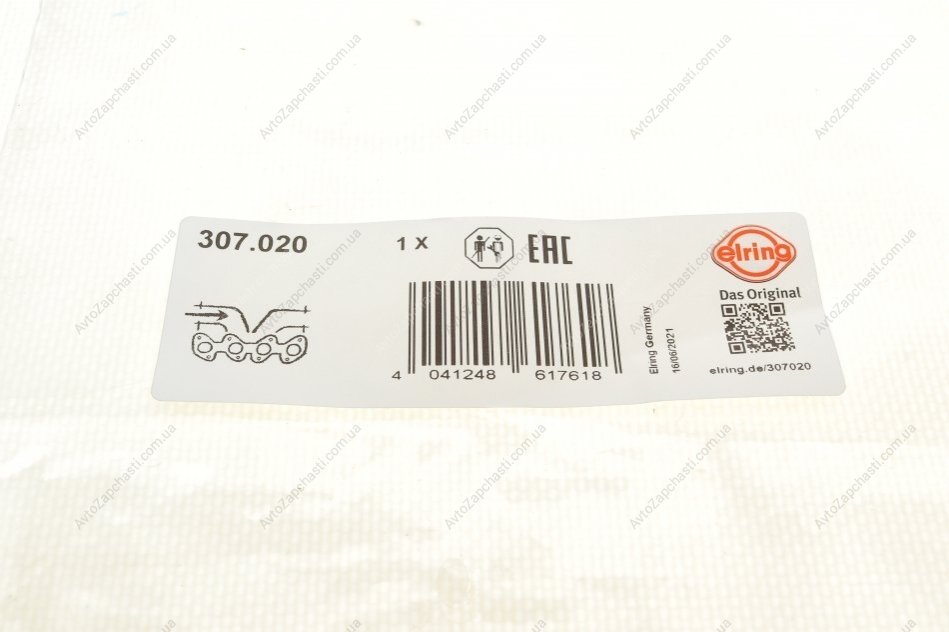 307.020
1 X
EAC
elring
Das Original
4 041248 617618
Elring Germany
16/06/2021
elring.de/307020
AvtoZapchasti.com.ua